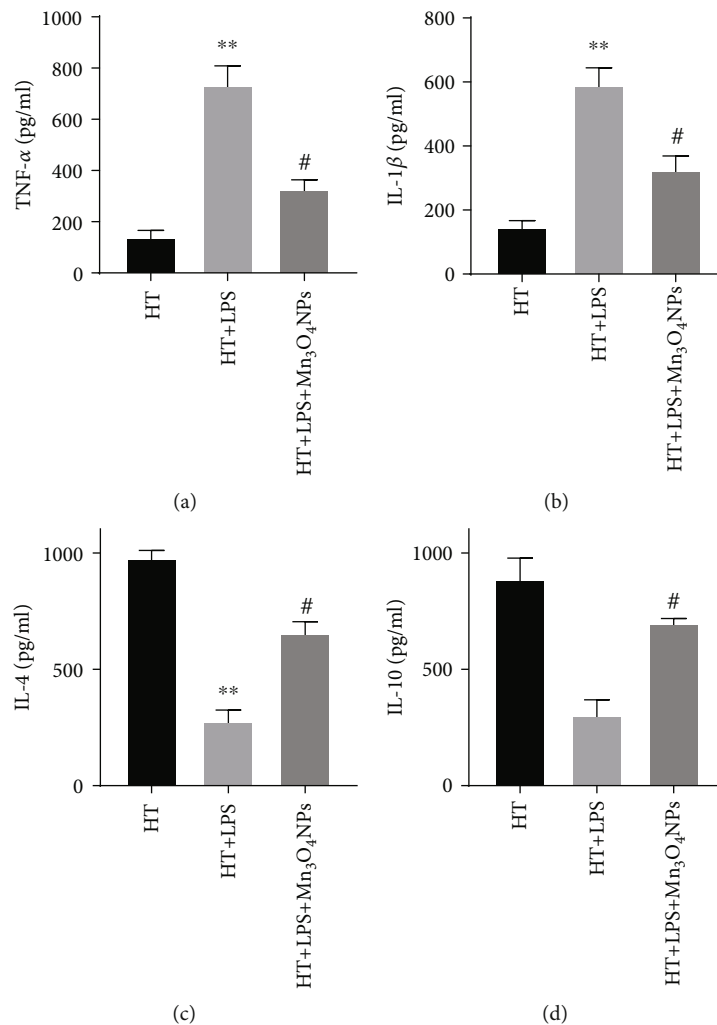 TNF-α (pg/ml)
1000
800
600
400
200
0
**
#
HT
HT+LPS
HT+LPS+Mn₃O₄NPs
(a)
IL-1β (pg/ml)
800
600
400
200
0
**
#
HT
HT+LPS
HT+LPS+Mn₃O₄NPs
(b)
IL-4 (pg/ml)
1000
500
0
**
#
HT
HT+LPS
HT+LPS+Mn₃O₄NPs
(c)
IL-10 (pg/ml)
1000
500
0
#
HT
HT+LPS
HT+LPS+Mn₃O₄NPs
(d)